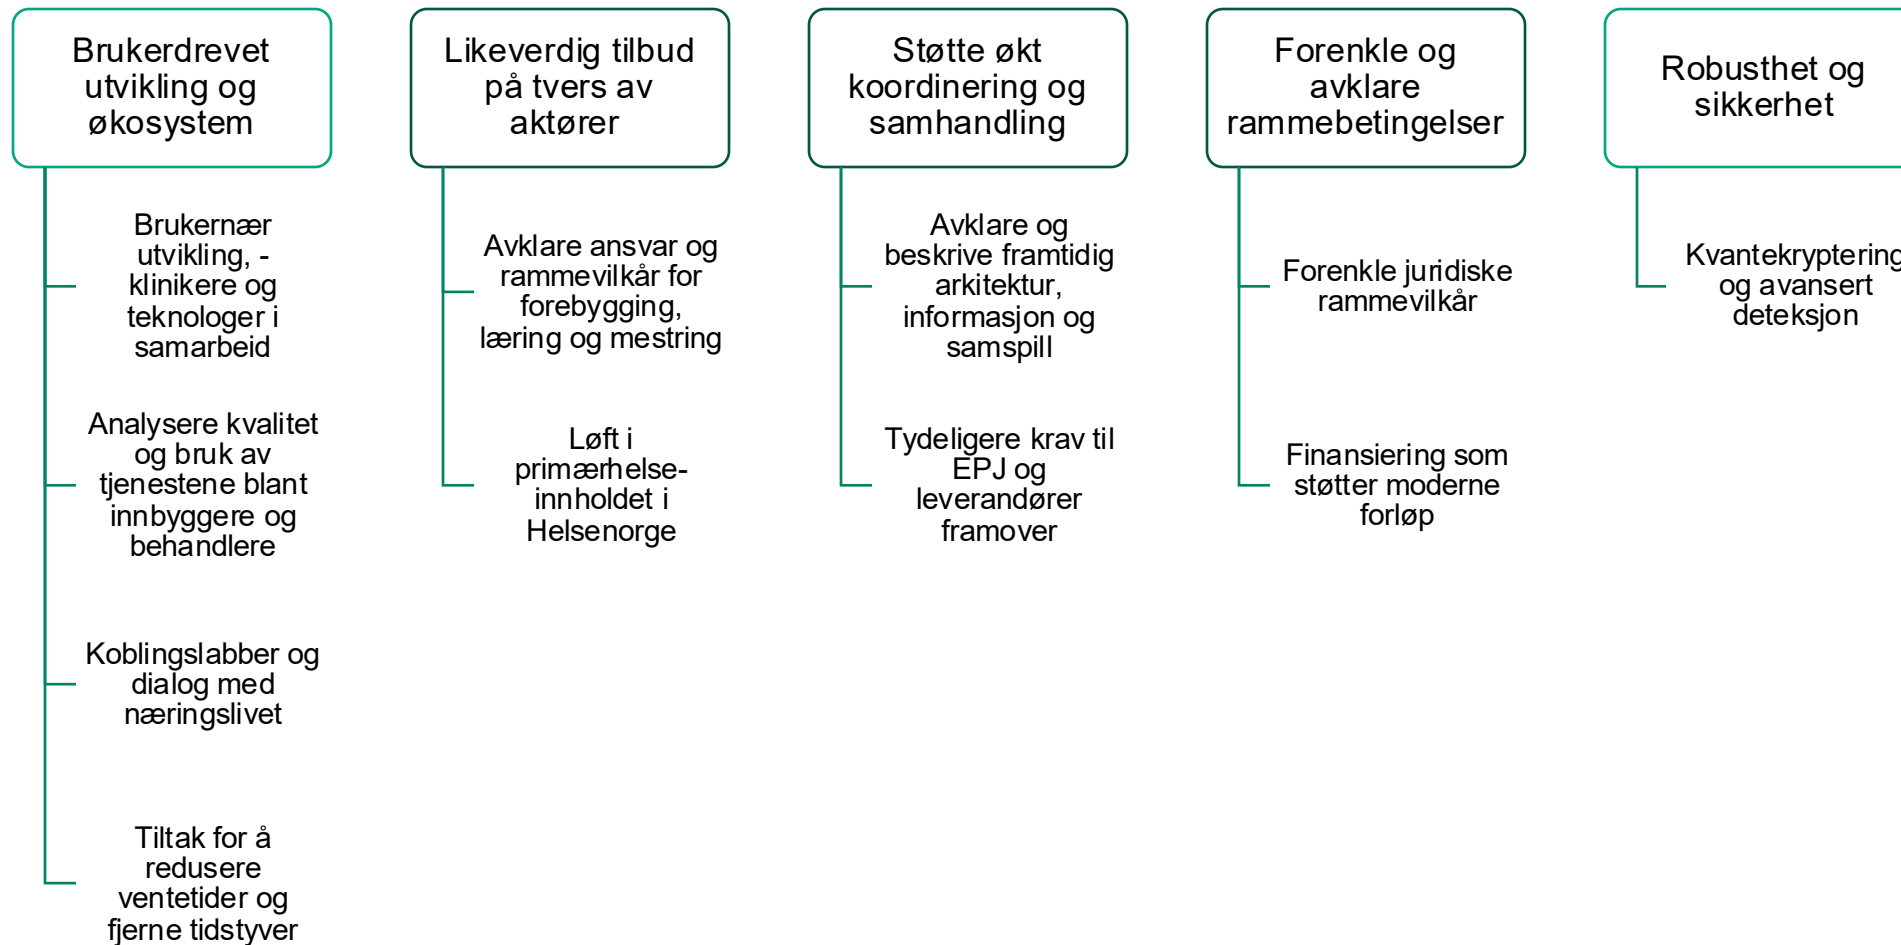 Brukerdrevet
utvikling og
økosystem
Brukernær
utvikling, -
klinikere og
teknologer i
samarbeid
Analysere kvalitet
og bruk av
tjenestene blant
innbyggere og
behandlere
Koblingslabber og
dialog med
næringslivet
Tiltak for å
redusere
ventetider og
fjerne tidstyver
Likeverdig tilbud
på tvers av
aktører
Avklare ansvar og
rammevilkår for
forebygging,
læring og mestring
Løft i
primærhelse-
innholdet i
Helsenorge
Støtte økt
koordinering og
samhandling
Avklare og
beskrive framtidig
arkitektur,
informasjon og
samspill
Tydeligere krav til
EPJ og
leverandører
framover
Forenkle og
avklare
rammebetingelser
Forenkle juridiske
rammevilkår
Finansiering som
støtter moderne
forløp
Robusthet og
sikkerhet
Kvantekryptering
og avansert
deteksjon